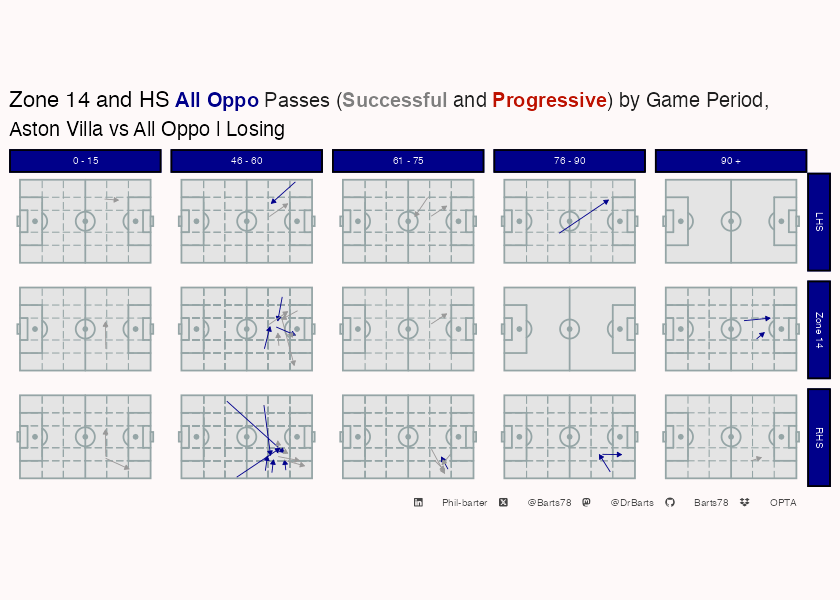 Zone 14 and HS All Oppo Passes (Successful and Progressive) by Game Period,
Aston Villa vs All Oppo | Losing
0 - 15 46 - 60 61 - 75 76 - 90 90 +
LHS
Zone 14
RHS
Phil-barter @Barts78 @DrBarts Barts78 OPTA